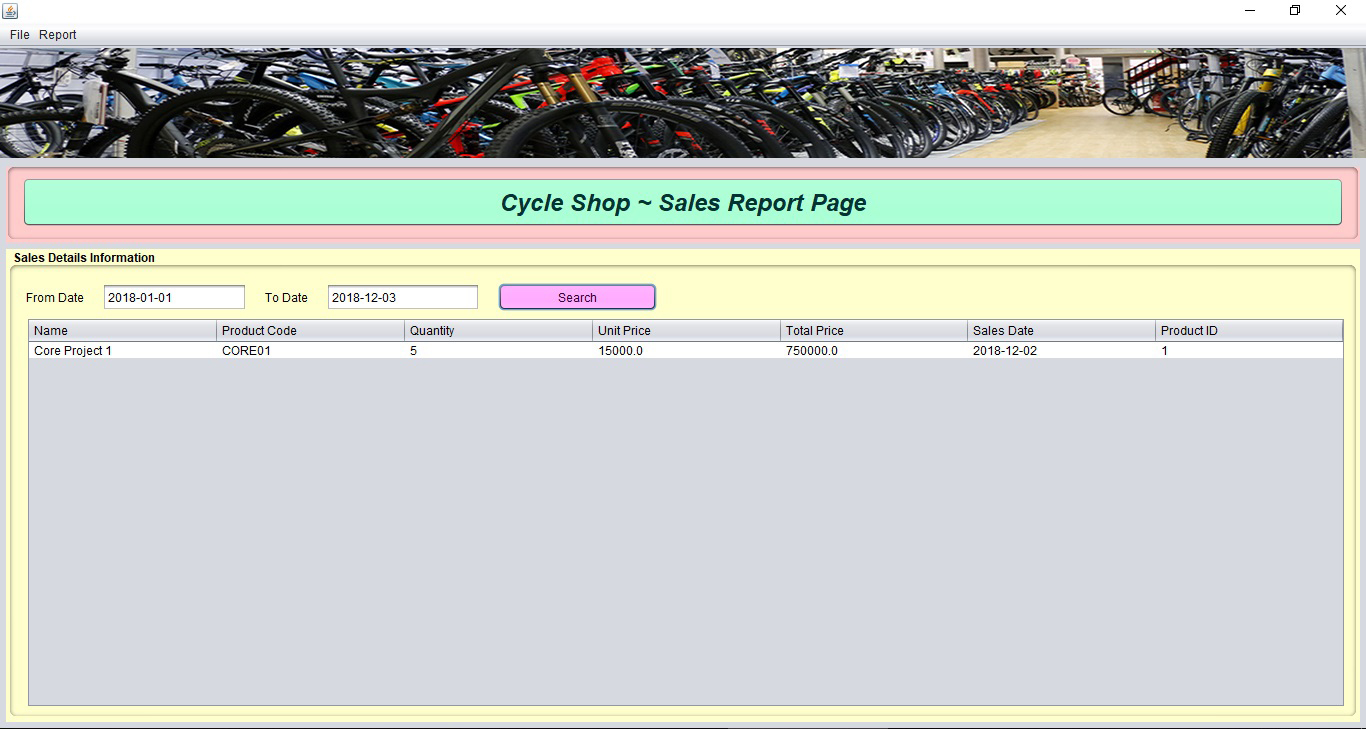 File Report
Cycle Shop ~ Sales Report Page
Sales Details Information
From Date 2018-01-01 To Date 2018-12-03 Search
Name Product Code Quantity Unit Price Total Price Sales Date Product ID
Core Project 1 CORE01 5 15000.0 750000.0 2018-12-02 1